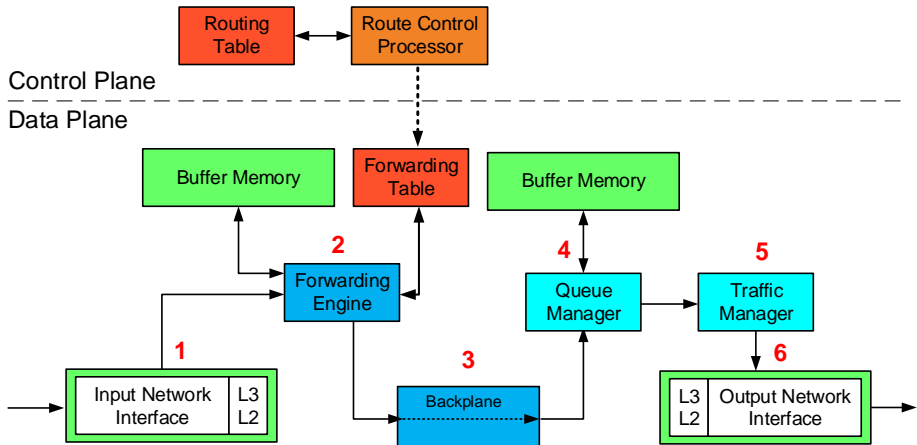 Routing
Table
Route Control
Processor
Control Plane
Data Plane
Buffer Memory
Forwarding
Table
Buffer Memory
2
Forwarding
Engine
4
Queue
Manager
5
Traffic
Manager
1
Input Network
Interface
L3
L2
3
Backplane
6
L3
L2
Output Network
Interface